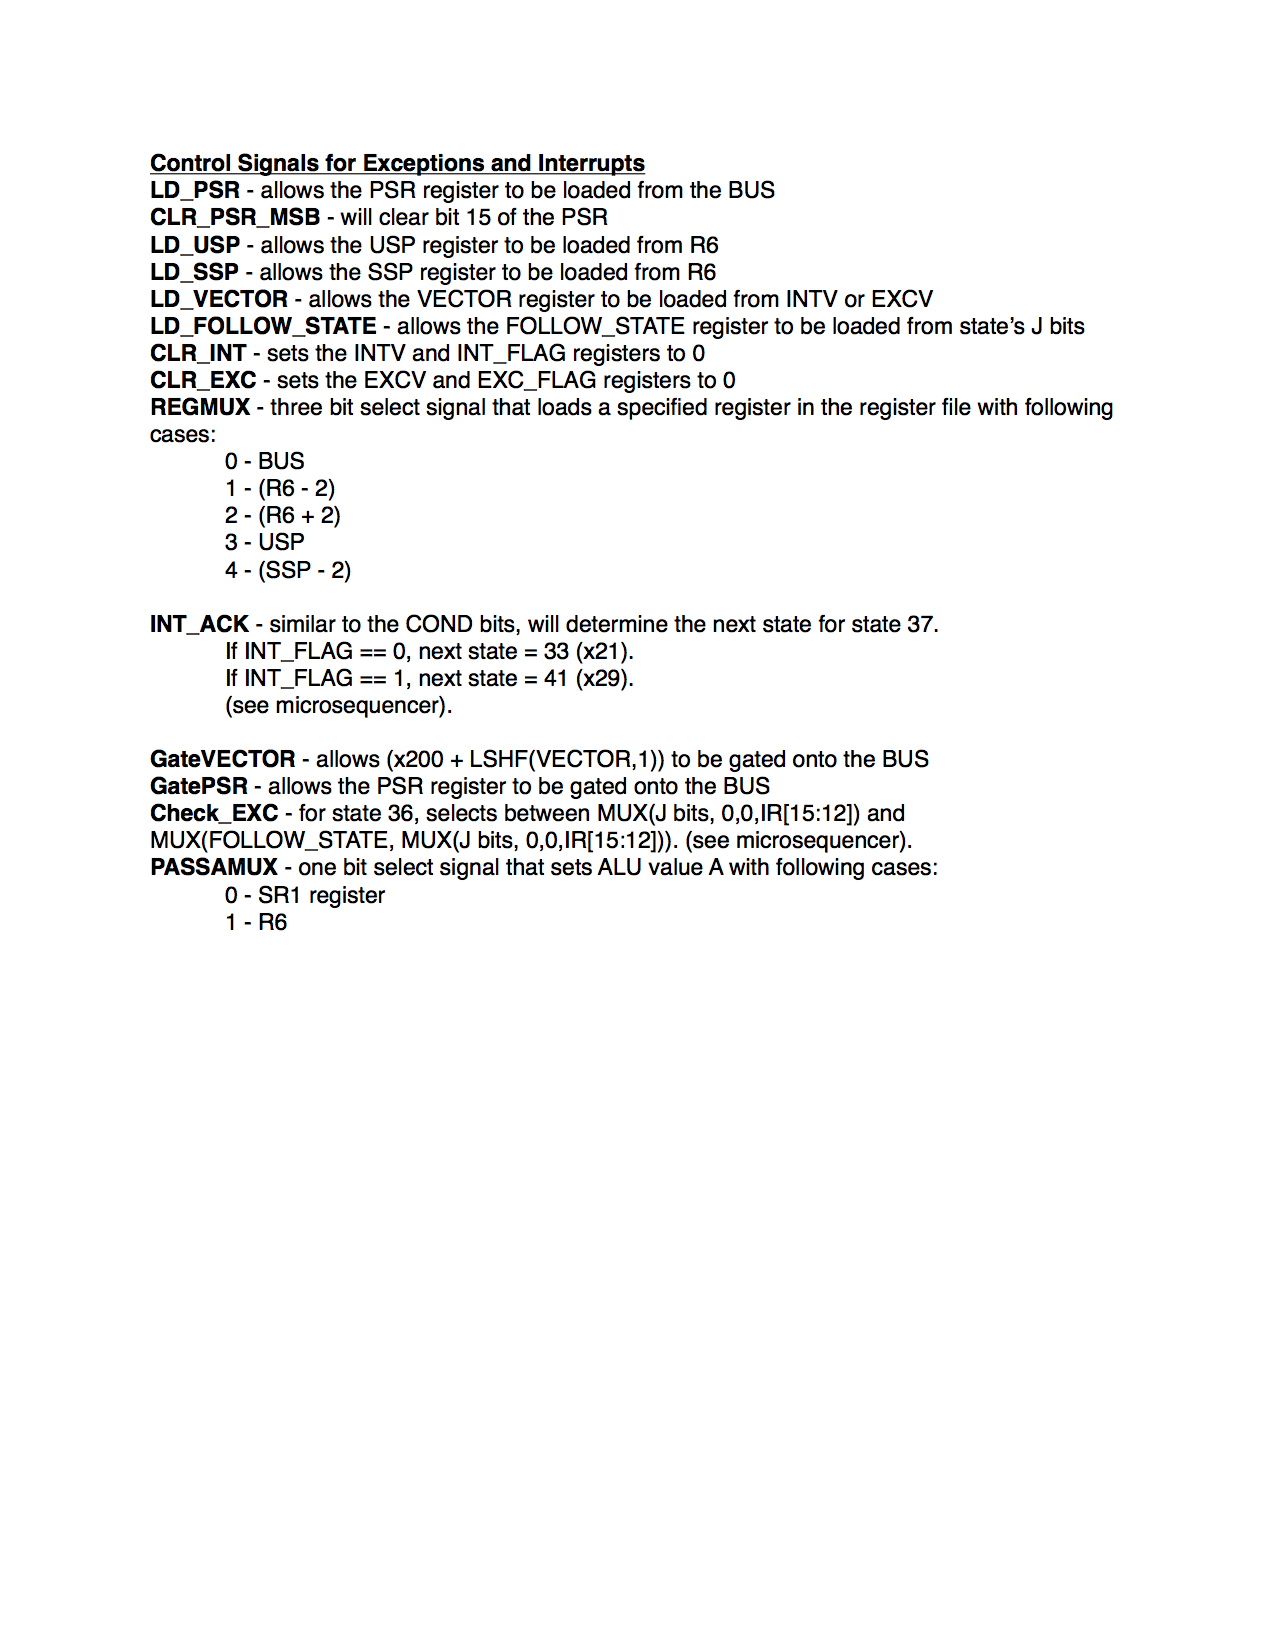 Control Signals for Exceptions and Interrupts
LD_PSR - allows the PSR register to be loaded from the BUS
CLR_PSR_MSB - will clear bit 15 of the PSR
LD_USP - allows the USP register to be loaded from R6
LD_SSP - allows the SSP register to be loaded from R6
LD_VECTOR - allows the VECTOR register to be loaded from INTV or EXCV
LD_FOLLOW_STATE - allows the FOLLOW_STATE register to be loaded from state’s J bits
CLR_INT - sets the INTV and INT_FLAG registers to 0
CLR_EXC - sets the EXCV and EXC_FLAG registers to 0
REGMUX - three bit select signal that loads a specified register in the register file with following
cases:
0 - BUS
1 - (R6 - 2)
2 - (R6 + 2)
3 - USP
4 - (SSP - 2)
INT_ACK - similar to the COND bits, will determine the next state for state 37.
If INT_FLAG == 0, next state = 33 (x21).
If INT_FLAG == 1, next state = 41 (x29).
(see microsequencer).
GateVECTOR - allows (x200 + LSHF(VECTOR,1)) to be gated onto the BUS
GatePSR - allows the PSR register to be gated onto the BUS
Check_EXC - for state 36, selects between MUX(J bits, 0,0,IR[15:12]) and
MUX(FOLLOW_STATE, MUX(J bits, 0,0,IR[15:12])). (see microsequencer).
PASSAMUX - one bit select signal that sets ALU value A with following cases:
0 - SR1 register
1 - R6